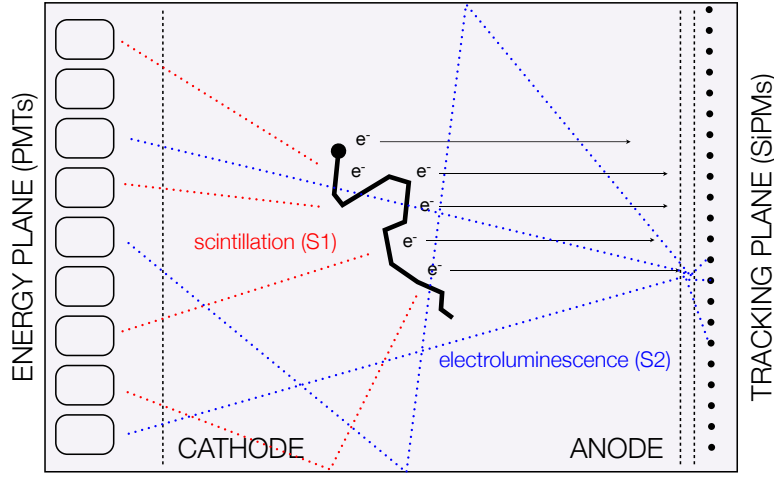 ENERGY PLANE (PMTs)
e-
e-
e-
e-
scintillation (S1)
e-
e-
electroluminescence (S2)
CATHODE
ANODE
TRACKING PLANE (SiPMs)